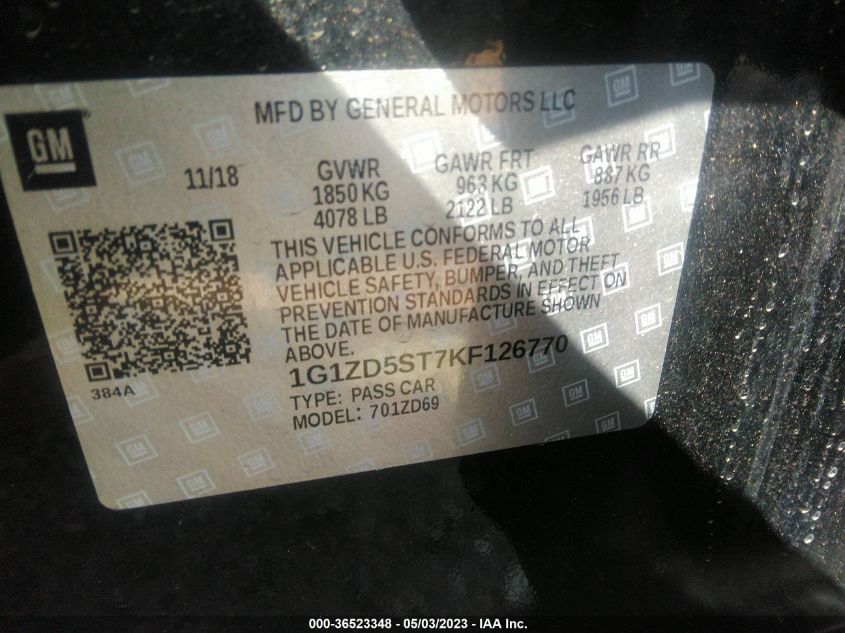 MFD BY GENERAL MOTORS LLC
GM
11/18
GVWR GAWR FRT GAWR RR
1850 KG 963 KG 887 KG
4078 LB 2122 LB 1956 LB
THIS VEHICLE CONFORMS TO ALL
APPLICABLE U.S. FEDERAL MOTOR
VEHICLE SAFETY, BUMPER, AND THEFT
PREVENTION STANDARDS IN EFFECT ON
THE DATE OF MANUFACTURE SHOWN
ABOVE.
1G1ZD5ST7KF126770
384A
TYPE: PASS CAR
MODEL: 701ZD69
000-36523348 - 05/03/2023 - IAA Inc.